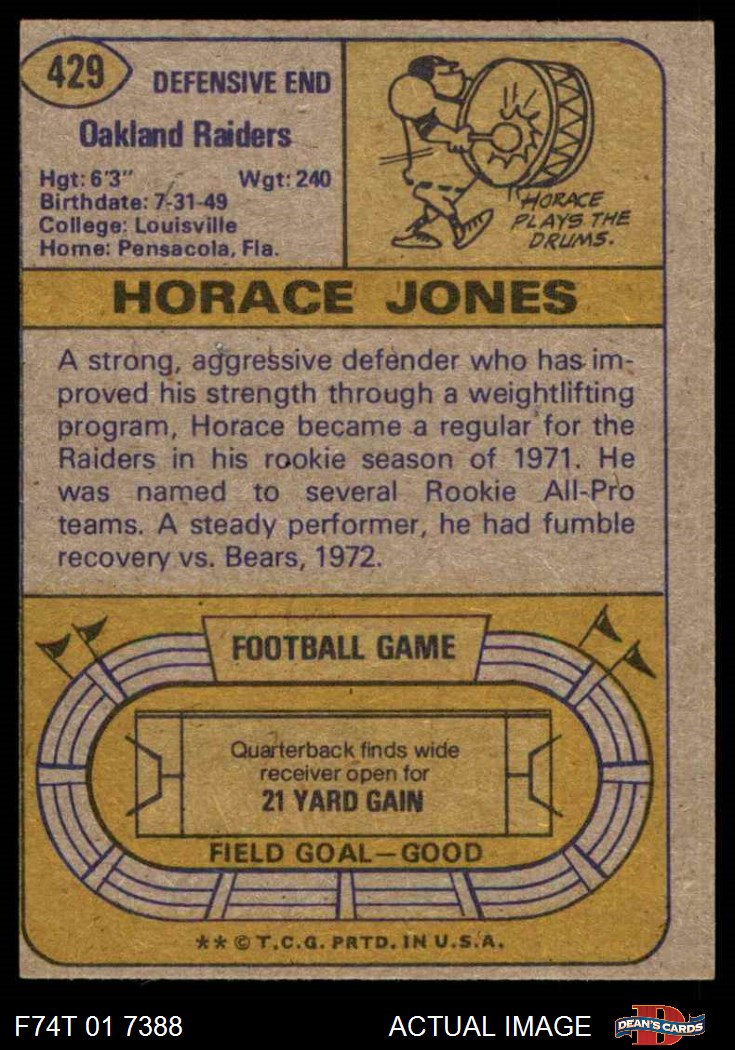 429
DEFENSIVE END
Oakland Raiders
Hgt: 6'3" Wgt: 240
Birthdate: 7-31-49
College: Louisville
Home: Pensacola, Fla.
HORACE
PLAYS THE
DRUMS.
HORACE JONES
A strong, aggressive defender who has im-
proved his strength through a weightlifting
program, Horace became a regular for the
Raiders in his rookie season of 1971. He
was named to several Rookie All-Pro
teams. A steady performer, he had fumble
recovery vs. Bears, 1972.
FOOTBALL GAME
Quarterback finds wide
receiver open for
21 YARD GAIN
FIELD GOAL—GOOD
** © T.C.G. PRTD. IN U.S.A.
F74T 01 7388 ACTUAL IMAGE
D
DEAN'S CARDS